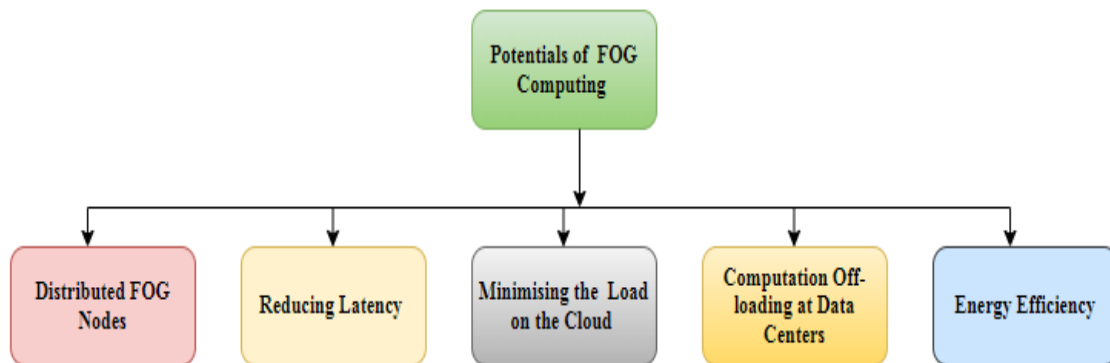 Potentials of FOG
Computing
Distributed FOG
Nodes
Reducing Latency
Minimising the Load
on the Cloud
Computation Off-
loading at Data
Centers
Energy Efficiency